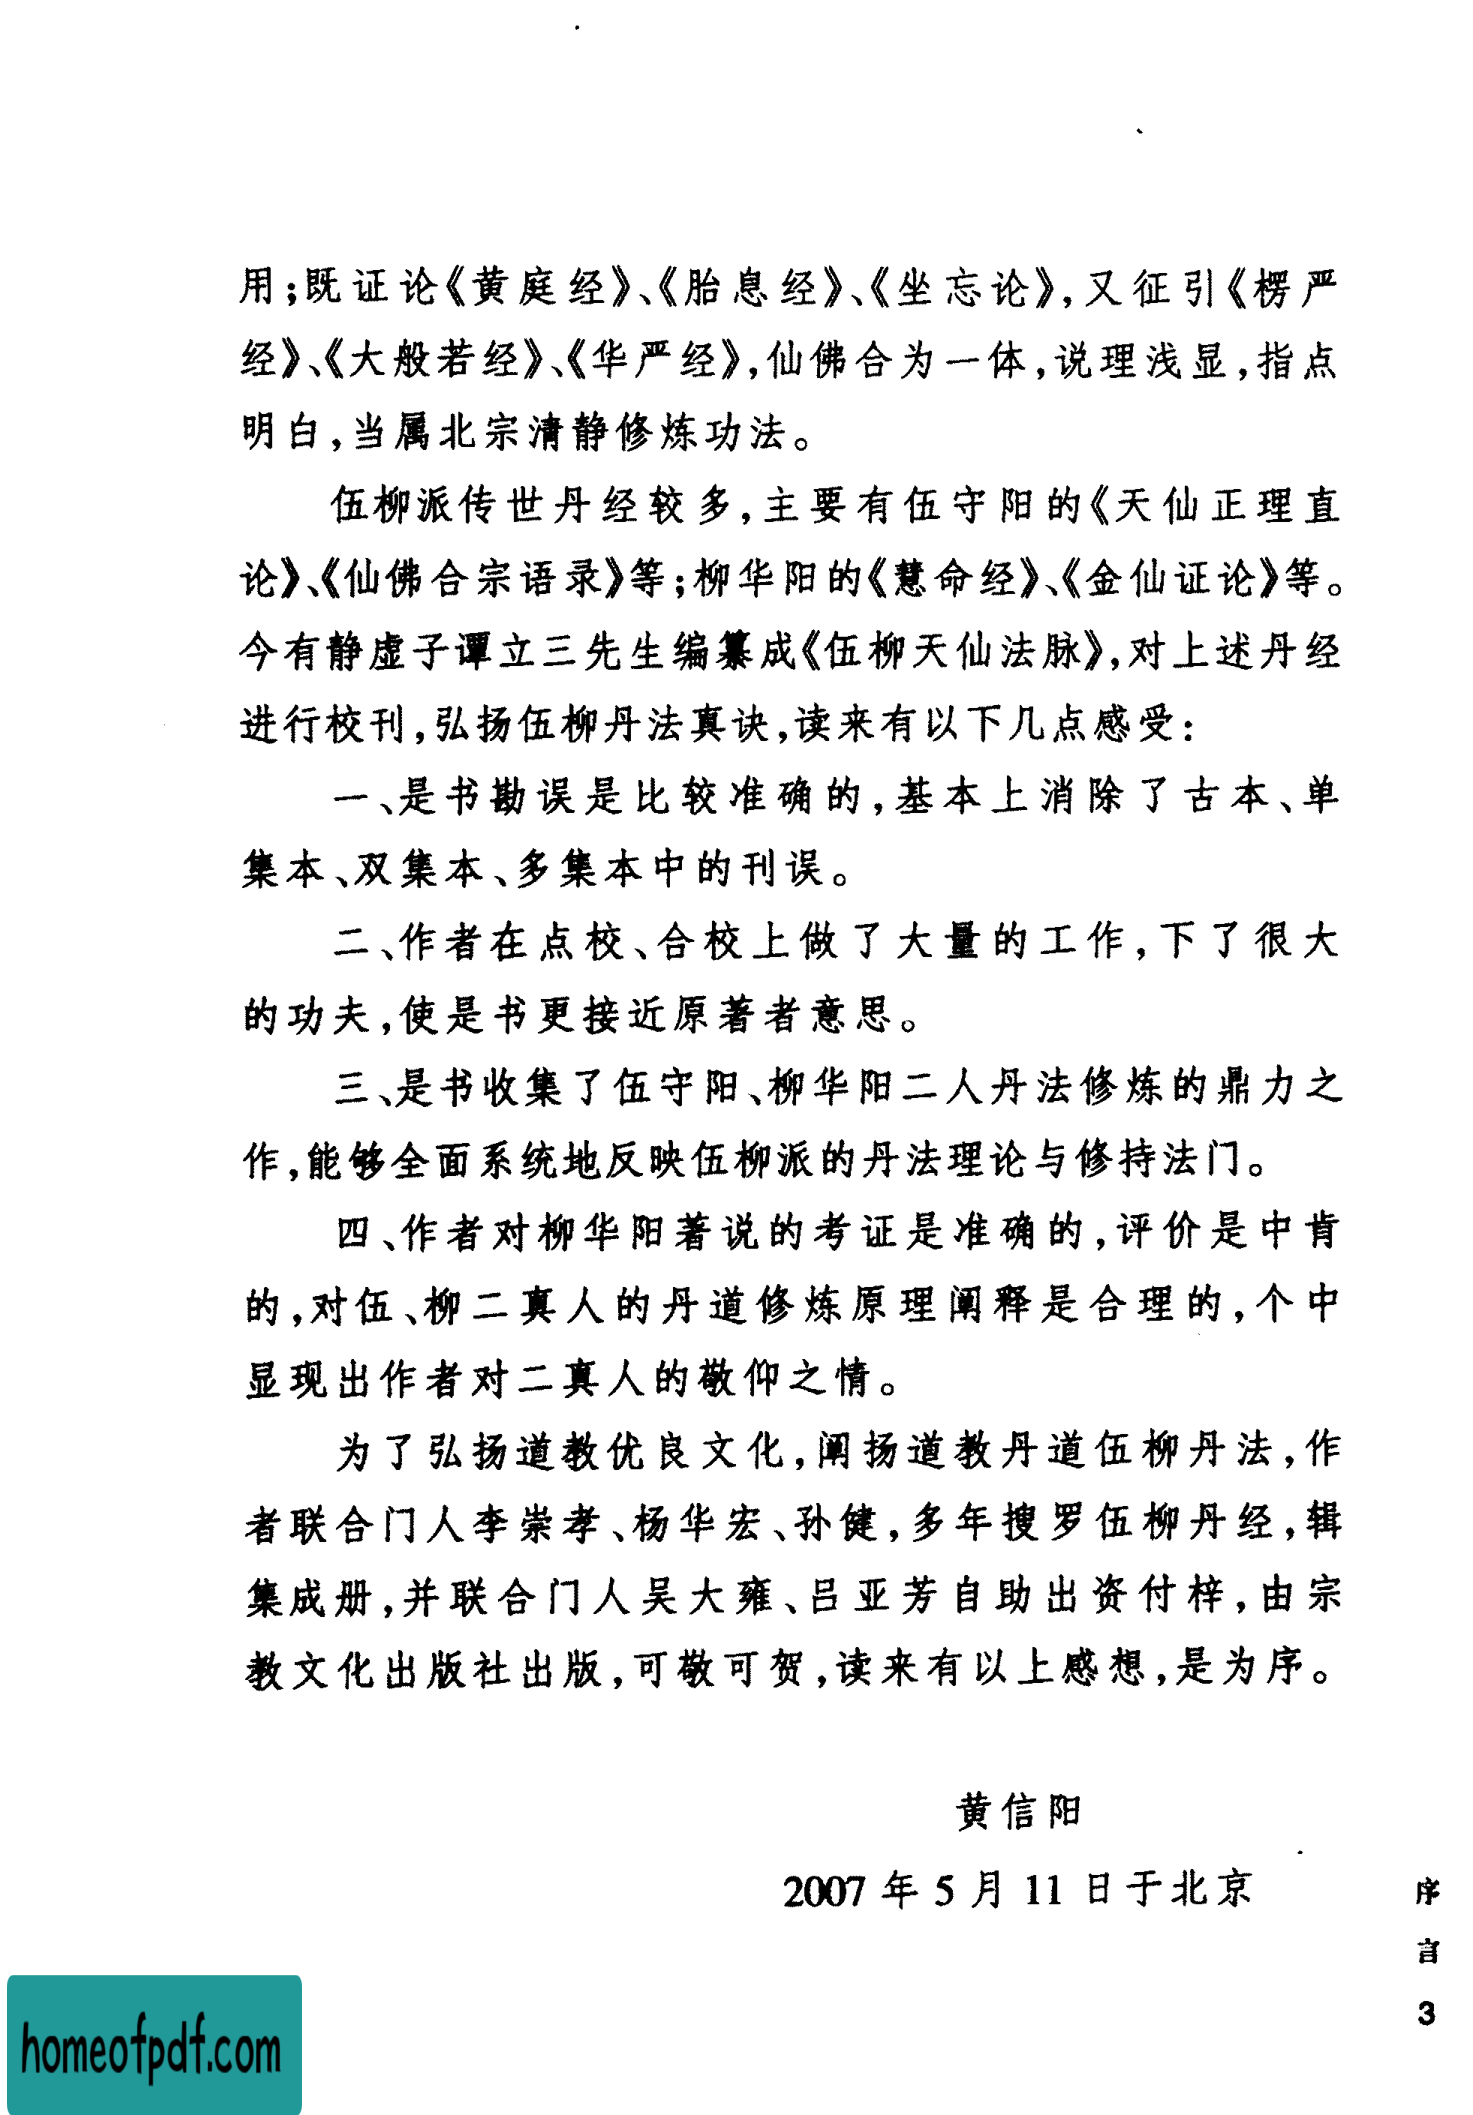 用；既证论《黄庭经》、《胎息经》、《坐忘论》，又征引《楞严
经》、《大般若经》、《华严经》，仙佛合为一体，说理浅显，指点
明白，当属北宗清静修炼功法。
伍柳派传世丹经较多，主要有伍守阳的《天仙正理直
论》、《仙佛合宗语录》等；柳华阳的《慧命经》、《金仙证论》等。
今有静虚子谭立三先生编纂成《伍柳天仙法脉》，对上述丹经
进行校刊，弘扬伍柳丹法真诀，读来有以下几点感受：
一、是书勘误是比较准确的，基本上消除了古本、单
集本、双集本、多集本中的刊误。
二、作者在点校、合校上做了大量的工作，下了很大
的功夫，使是书更接近原著者意思。
三、是书收集了伍守阳、柳华阳二人丹法修炼的鼎力之
作，能够全面系统地反映伍柳派的丹法理论与修持法门。
四、作者对柳华阳著说的考证是准确的，评价是中肯
的，对伍、柳二真人的丹道修炼原理阐释是合理的，个中
显现出作者对二真人的敬仰之情。
为了弘扬道教优良文化，阐扬道教丹道伍柳丹法，作
者联合门人李崇孝、杨华宏、孙健，多年搜罗伍柳丹经，辑
集成册，并联合门人吴大雍、吕亚芳自助出资付梓，由宗
教文化出版社出版，可敬可贺，读来有以上感想，是为序。
黄信阳
2007年5月11日于北京
序
言
3
homeofpdf.com